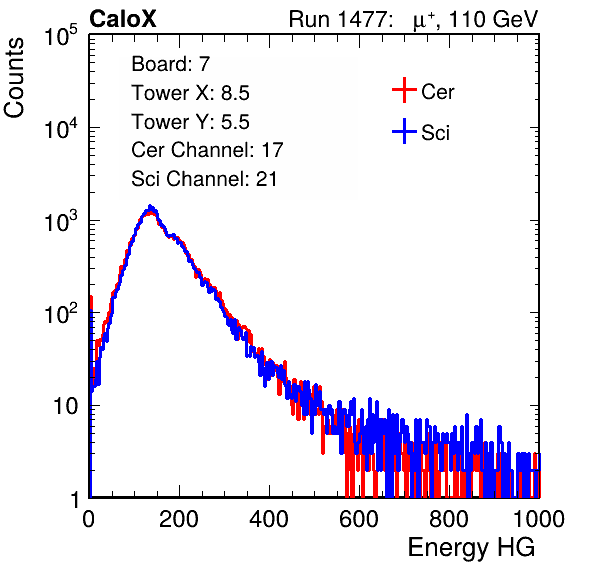 CaloX Run 1477: μ⁺, 110 GeV
Counts
10⁵
10⁴
10³
10²
10
1
Board: 7
Tower X: 8.5
Tower Y: 5.5
Cer Channel: 17
Sci Channel: 21
Cer
Sci
0 200 400 600 800 1000
Energy HG